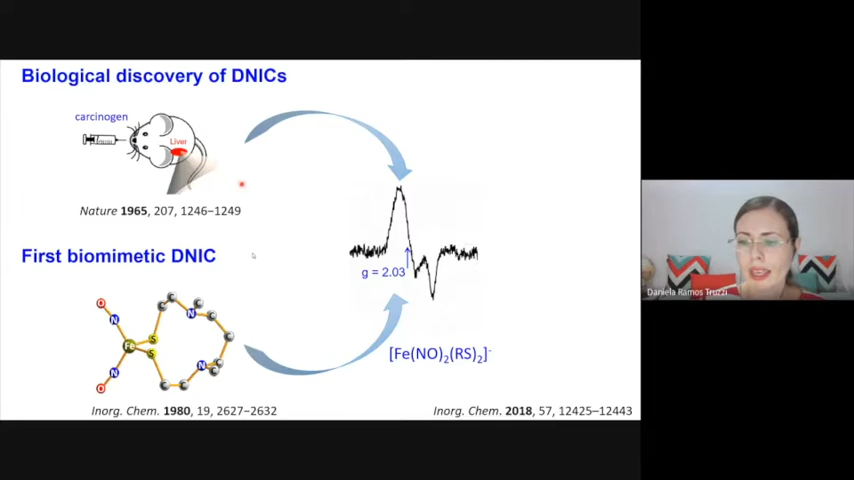 Biological discovery of DNICs
carcinogen
Liver
Nature 1965, 207, 1246−1249
First biomimetic DNIC
g = 2.03
O
N
Fe
S
S
N
O
C
C
C
N
C
C
C
N
C
C
C
C
[Fe(NO)2(RS)2]-
Inorg. Chem. 1980, 19, 2627−2632
Inorg. Chem. 2018, 57, 12425−12443
Daniela Ramos Truzzi